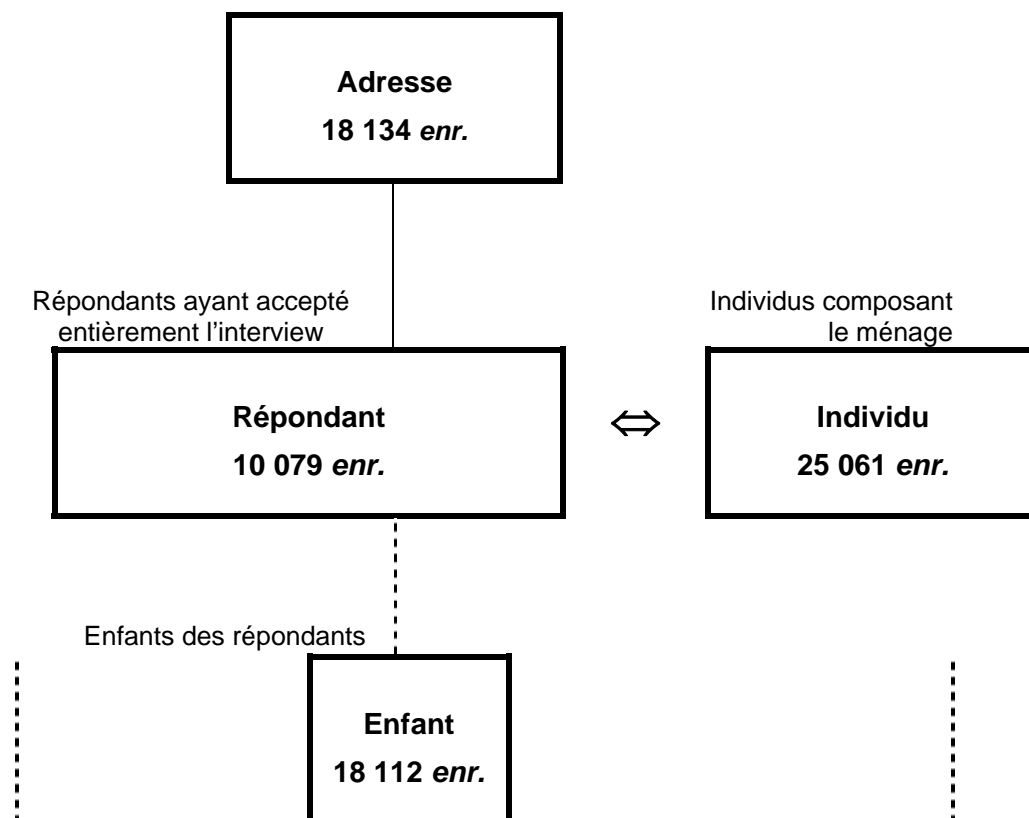 Adresse
18 134 enr.
Répondants ayant accepté
entièrement l’interview
Individus composant
le ménage
Répondant
10 079 enr.
⇔
Individu
25 061 enr.
Enfants des répondants
Enfant
18 112 enr.